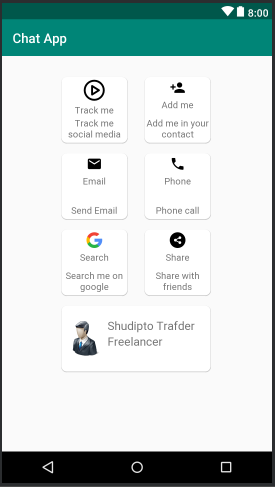 8:00
Chat App
Track me
Track me
social media
Add me
Add me in your
contact
Email
Send Email
Phone
Phone call
Search
Search me on
google
Share
Share with
friends
Shudipto Trafder
Freelancer